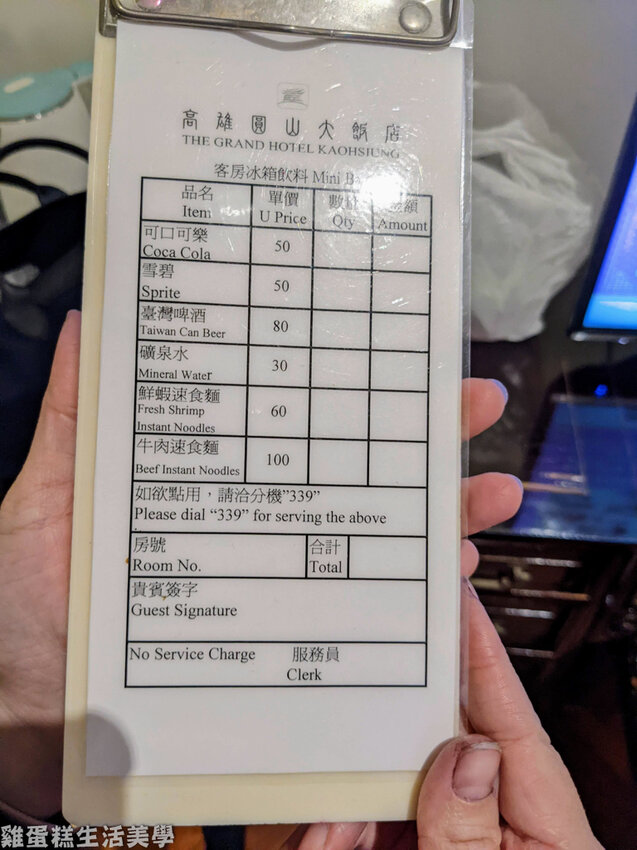 高雄圓山大飯店
THE GRAND HOTEL KAOHSIUNG
客房冰箱飲料 Mini
品名 單價 數量
Item U Price Qty Amount
可口可樂
Coca Cola 50
雪碧
Sprite 50
臺灣啤酒
Taiwan Can Beer 80
礦泉水
Mineral Water 30
鮮蝦速食麵
Fresh Shrimp
Instant Noodles 60
牛肉速食麵
Beef Instant Noodles 100
如欲點用，請洽分機"339"
Please dial “339” for serving the above
房號 合計
Room No. Total
貴賓簽字
Guest Signature
No Service Charge 服務員
Clerk
雞蛋糕生活美學